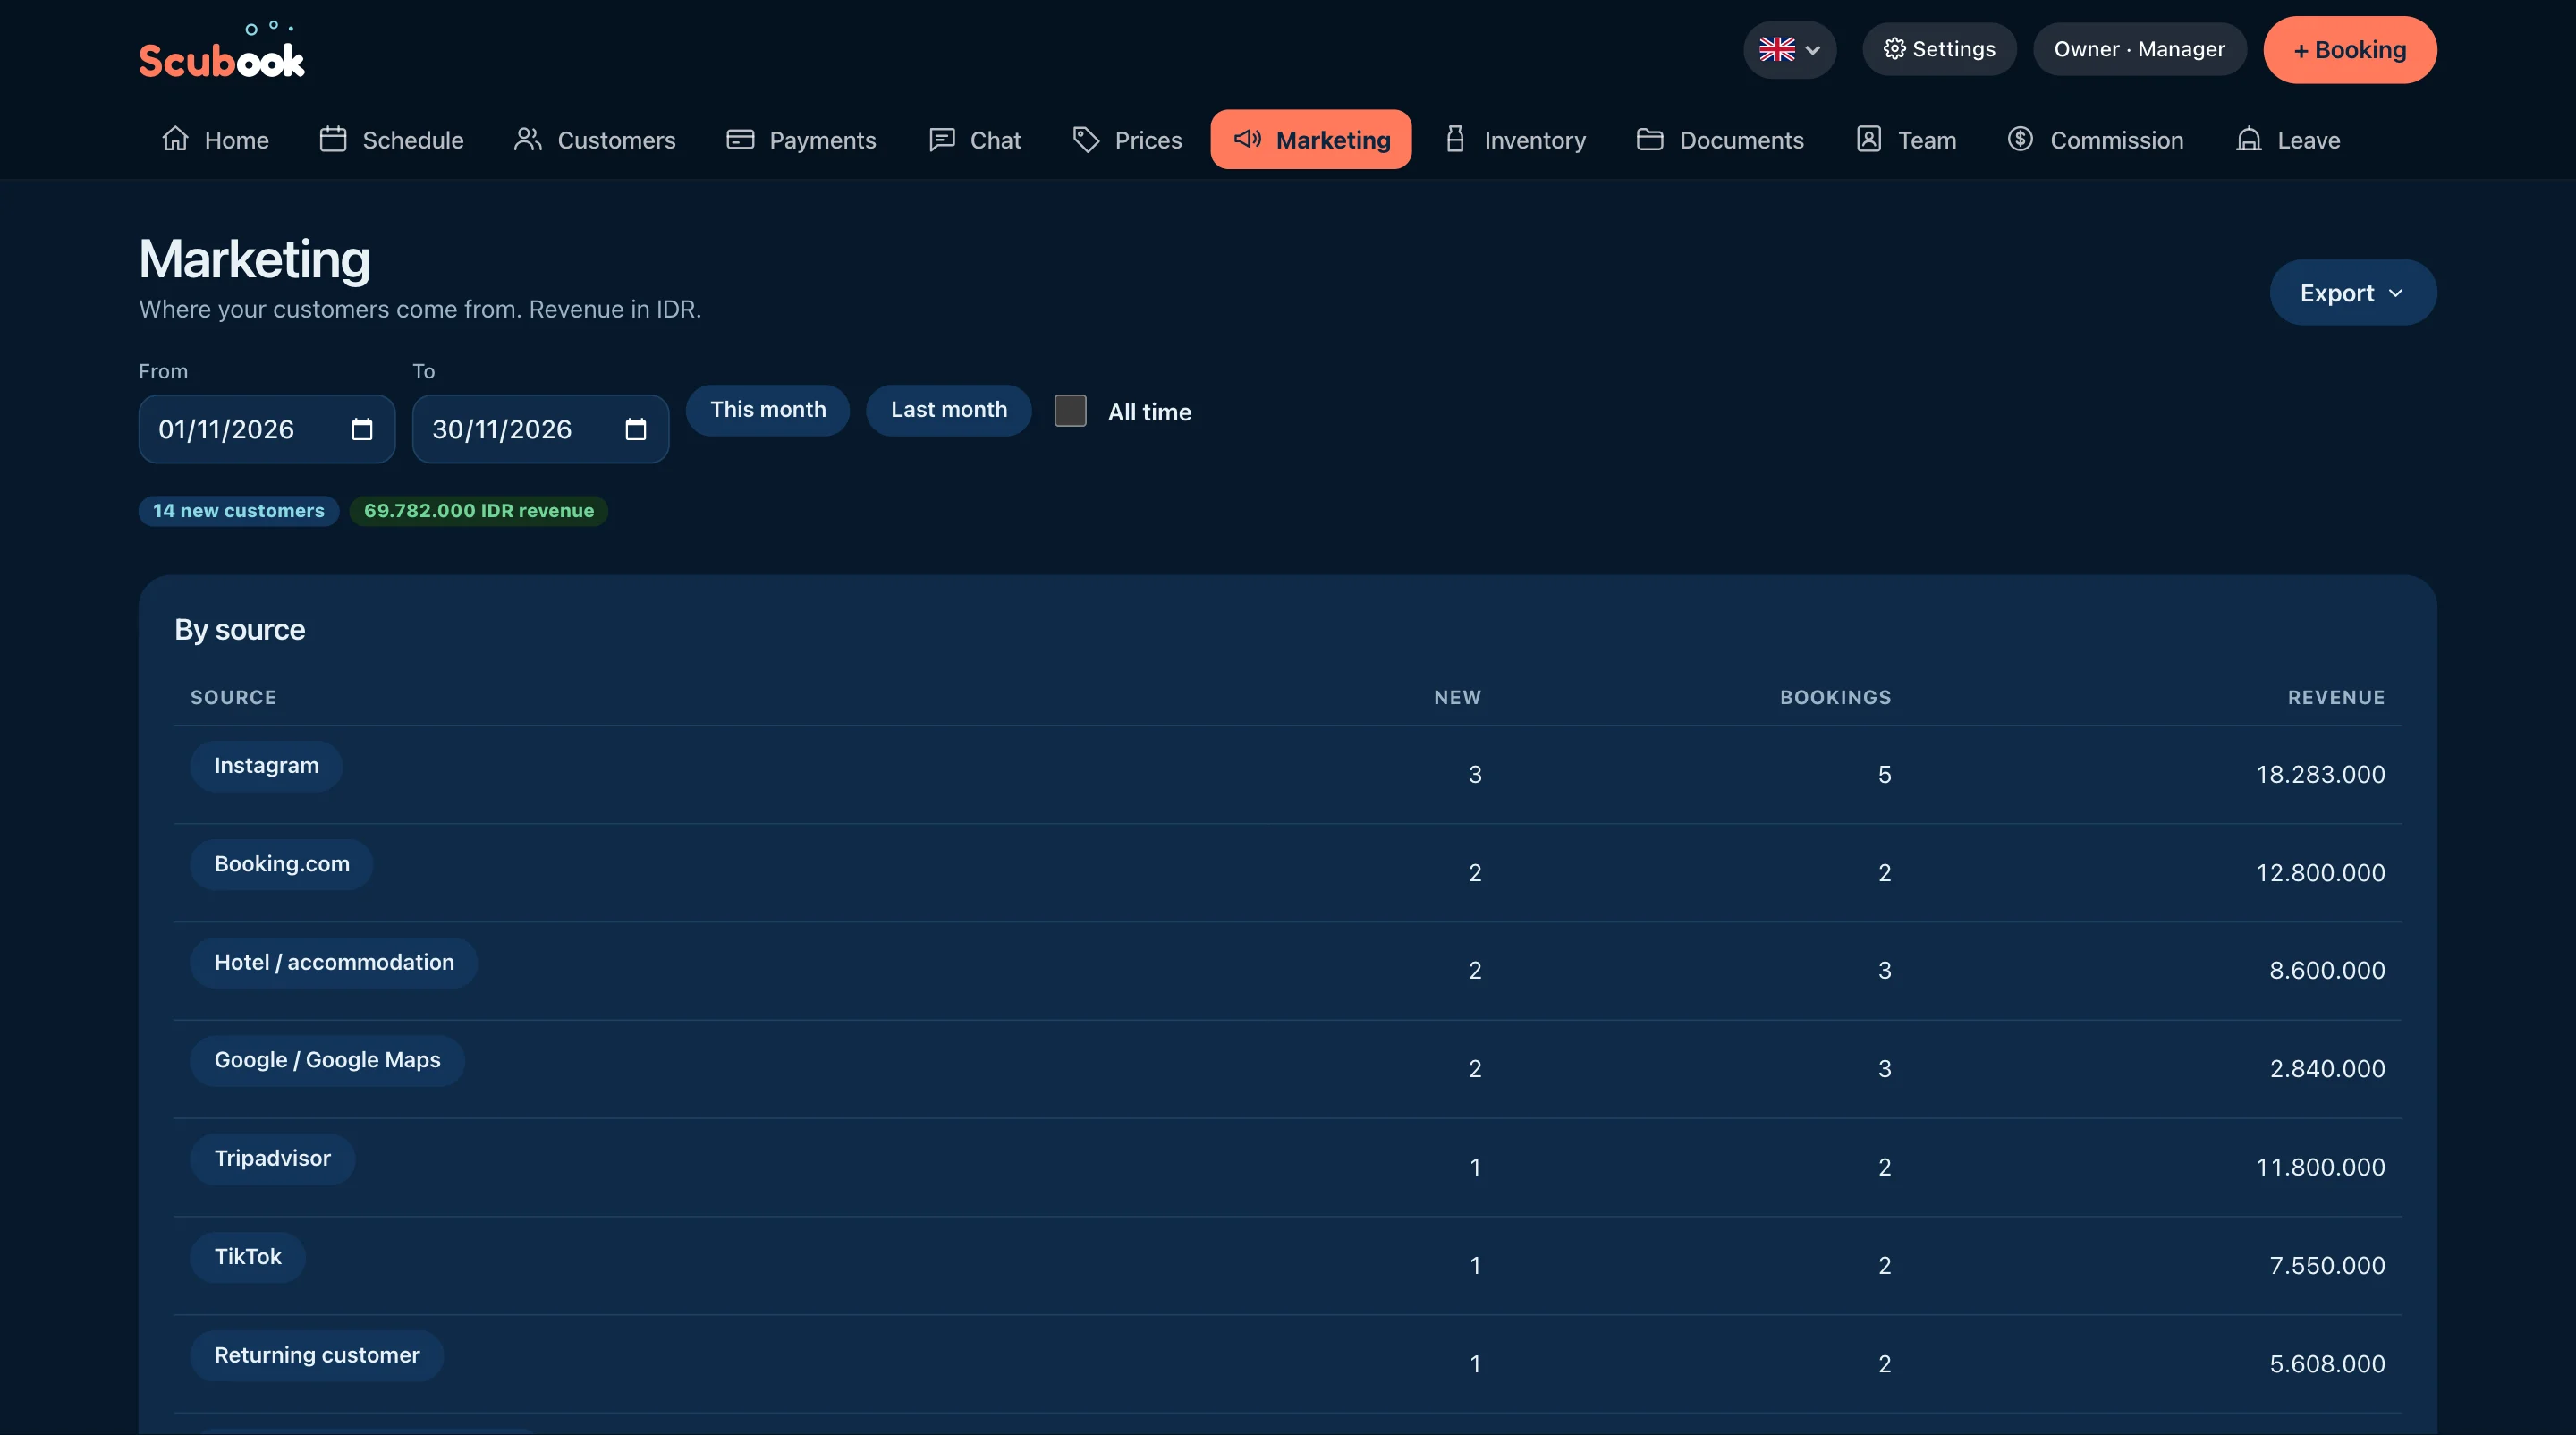 Scubook
Settings
Owner · Manager
+ Booking
Home
Schedule
Customers
Payments
Chat
Prices
Marketing
Inventory
Documents
Team
Commission
Leave
Marketing
Where your customers come from. Revenue in IDR.
Export
From
To
01/11/2026
30/11/2026
This month
Last month
All time
14 new customers
69.782.000 IDR revenue
By source
SOURCE NEW BOOKINGS REVENUE
Instagram 3 5 18.283.000
Booking.com 2 2 12.800.000
Hotel / accommodation 2 3 8.600.000
Google / Google Maps 2 3 2.840.000
Tripadvisor 1 2 11.800.000
TikTok 1 2 7.550.000
Returning customer 1 2 5.608.000